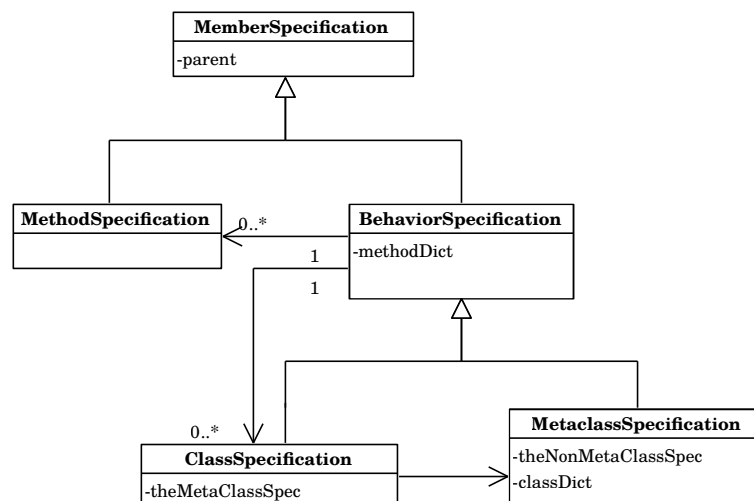 MemberSpecification
-parent
MethodSpecification
BehaviorSpecification
0..*
-methodDict
1
1
0..*
MetaclassSpecification
ClassSpecification
-theNonMetaClassSpec
-classDict
-theMetaClassSpec